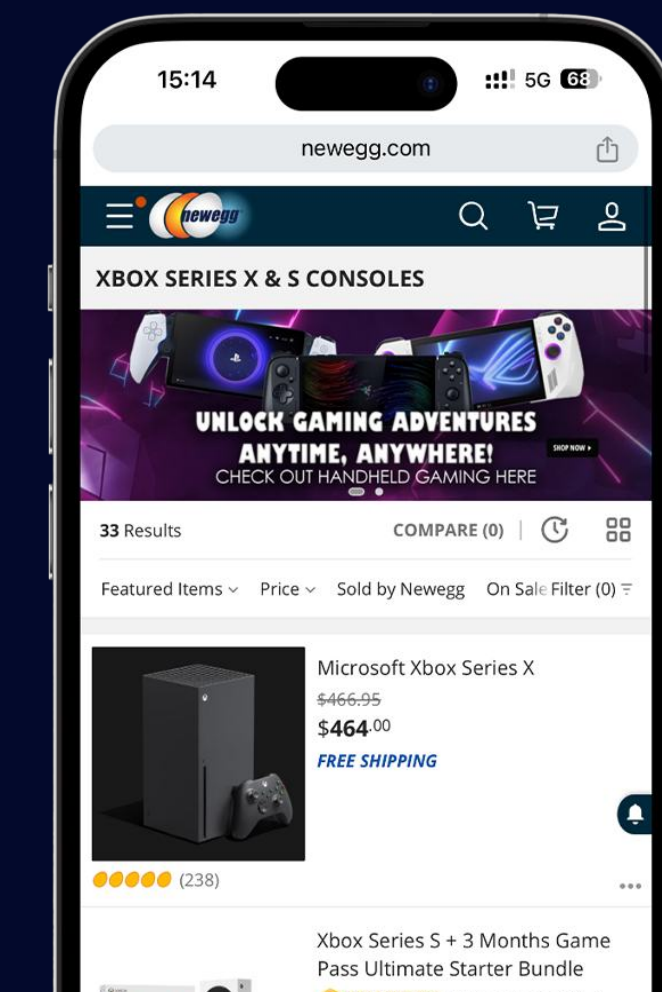 15:14
5G 68
newegg.com
newegg
XBOX SERIES X & S CONSOLES
UNLOCK GAMING ADVENTURES
ANYTIME, ANYWHERE!
SHOP NOW
CHECK OUT HANDHELD GAMING HERE
33 Results
COMPARE (0)
Featured Items Price Sold by Newegg On Sale Filter (0)
Microsoft Xbox Series X
$466.95
$464.00
FREE SHIPPING
(238)
Xbox Series S + 3 Months Game
Pass Ultimate Starter Bundle